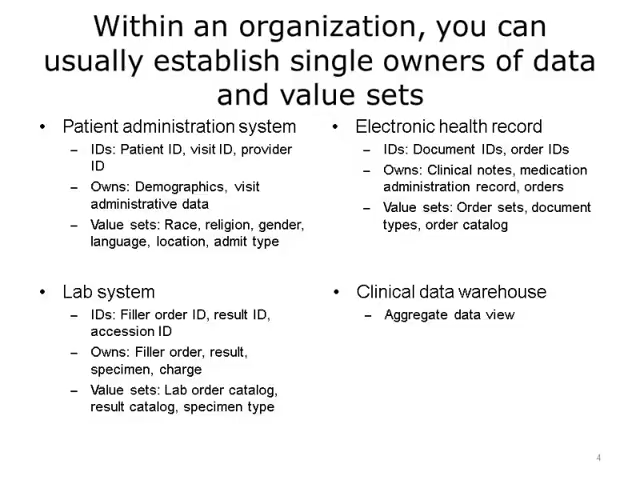 Within an organization, you can
usually establish single owners of data
and value sets
• Patient administration system
– IDs: Patient ID, visit ID, provider
ID
– Owns: Demographics, visit
administrative data
– Value sets: Race, religion, gender,
language, location, admit type
• Electronic health record
– IDs: Document IDs, order IDs
– Owns: Clinical notes, medication
administration record, orders
– Value sets: Order sets, document
types, order catalog
• Lab system
– IDs: Filler order ID, result ID,
accession ID
– Owns: Filler order, result,
specimen, charge
– Value sets: Lab order catalog,
result catalog, specimen type
• Clinical data warehouse
– Aggregate data view
4